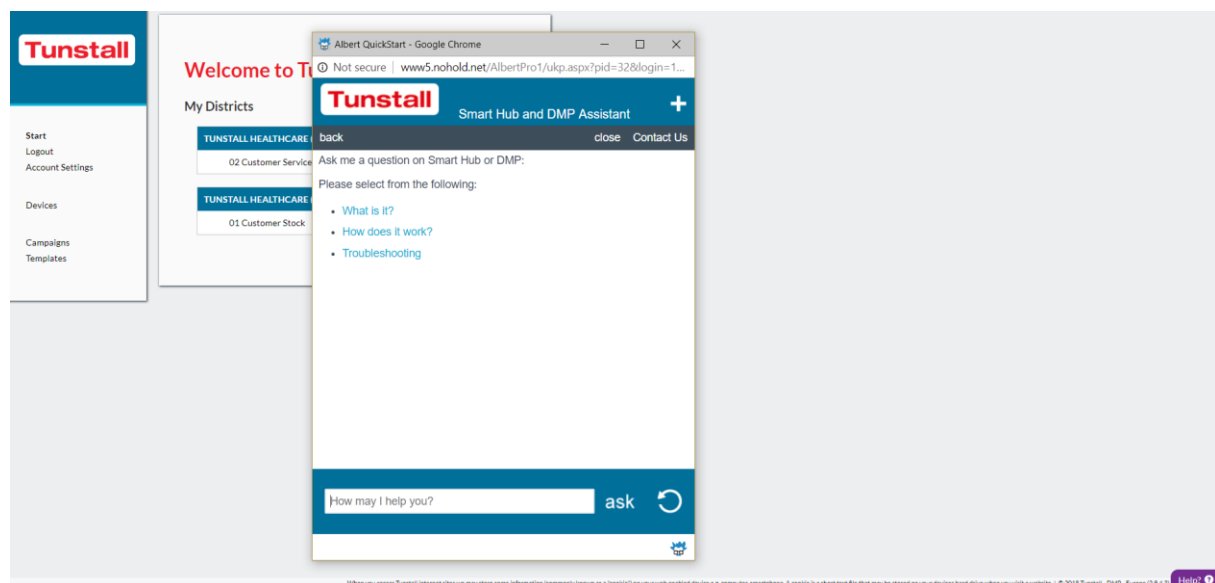 Tunstall
Start
Logout
Account Settings
Devices
Campaigns
Templates
Welcome to Tu
My Districts
TUNSTALL HEALTHCARE
02 Customer Service
TUNSTALL HEALTHCARE
01 Customer Stock
Albert QuickStart - Google Chrome
Not secure | www5.nohold.net/AlbertPro1/ukp.aspx?pid=32&login=1...
Tunstall
Smart Hub and DMP Assistant
back close Contact Us
Ask me a question on Smart Hub or DMP:
Please select from the following:
• What is it?
• How does it work?
• Troubleshooting
How may I help you?
ask
Help?